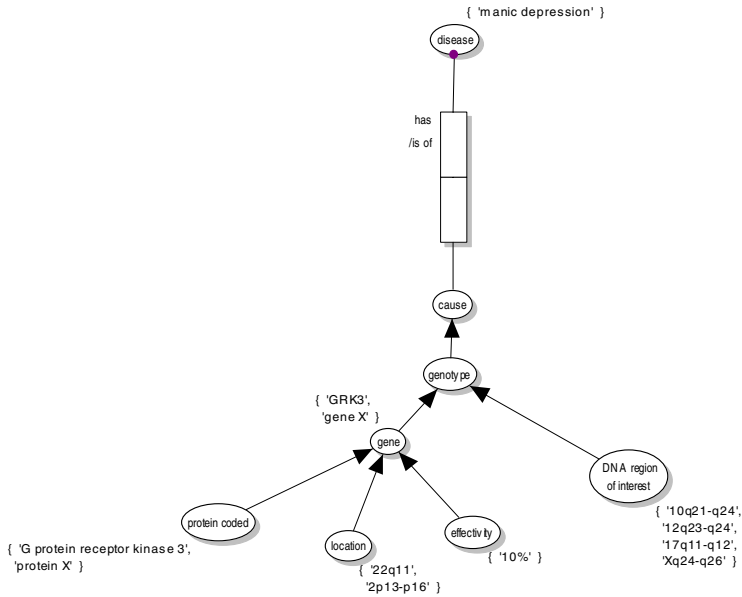 { 'manic depression' }
disease
has
/is of
cause
genotype
{ 'GRK3',
'gene X' }
gene
DNA region
of interest
protein coded
location
effectivity
{ '10q21-q24',
'12q23-q24',
'17q11-q12',
'Xq24-q26' }
{ 'G protein receptor kinase 3',
'protein X' }
{ '22q11',
'2p13-p16' }
{ '10%' }